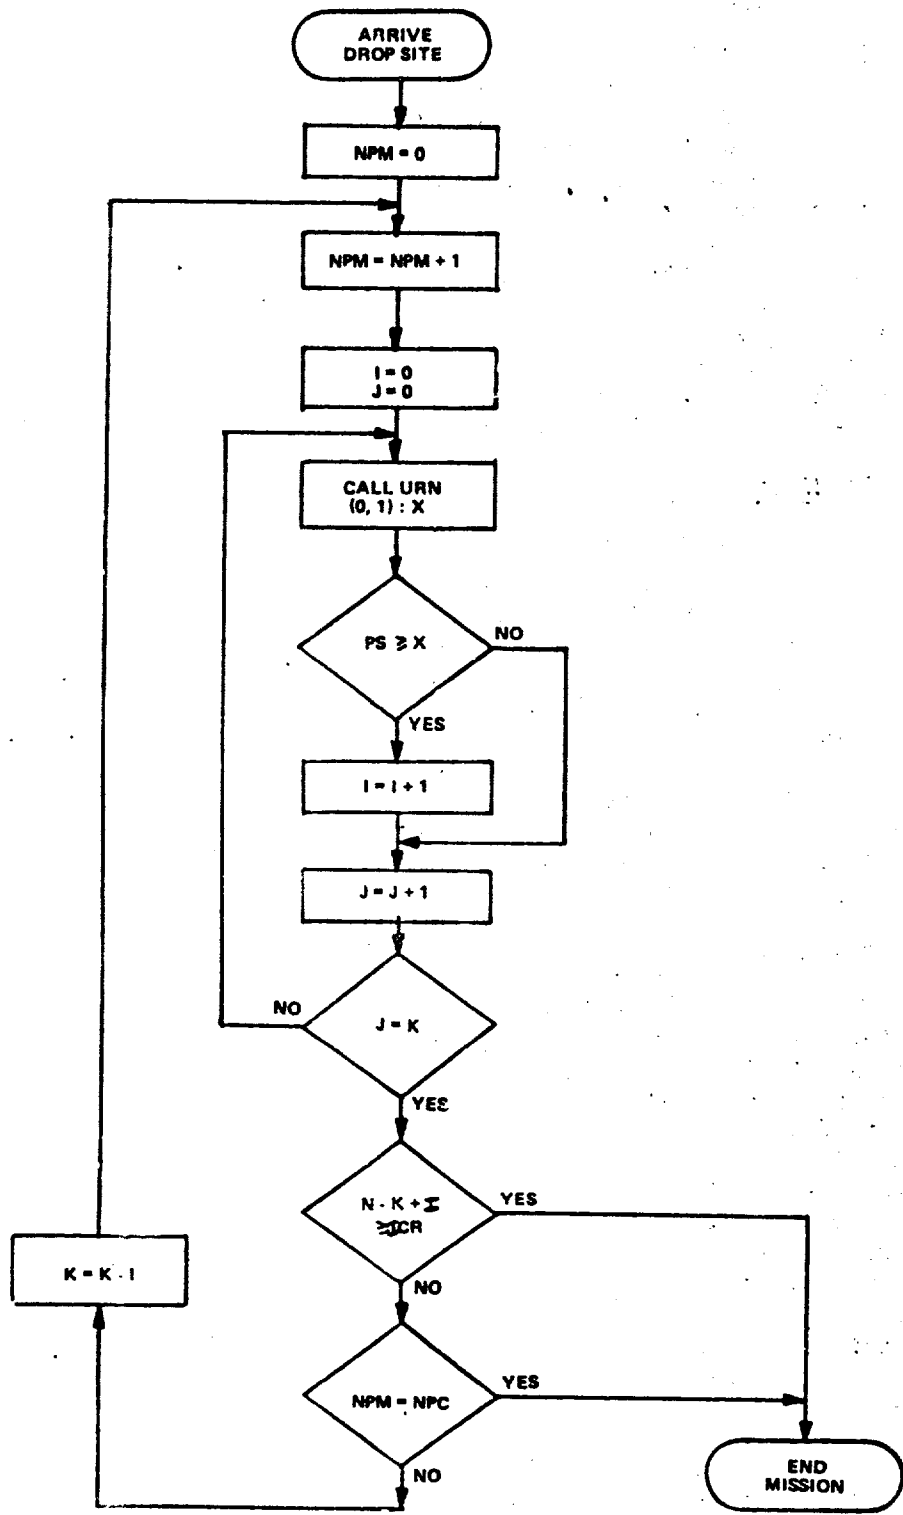 ARRIVE
DROP SITE
NPM = 0
NPM = NPM + 1
I = 0
J = 0
CALL URN
(0, 1) : X
PS ≥ X
NO
YES
I = I + 1
J = J + 1
NO
J = K
YES
N - K + I
≥ JCR
YES
K = K - I
NO
NPM = NPC
YES
NO
END
MISSION